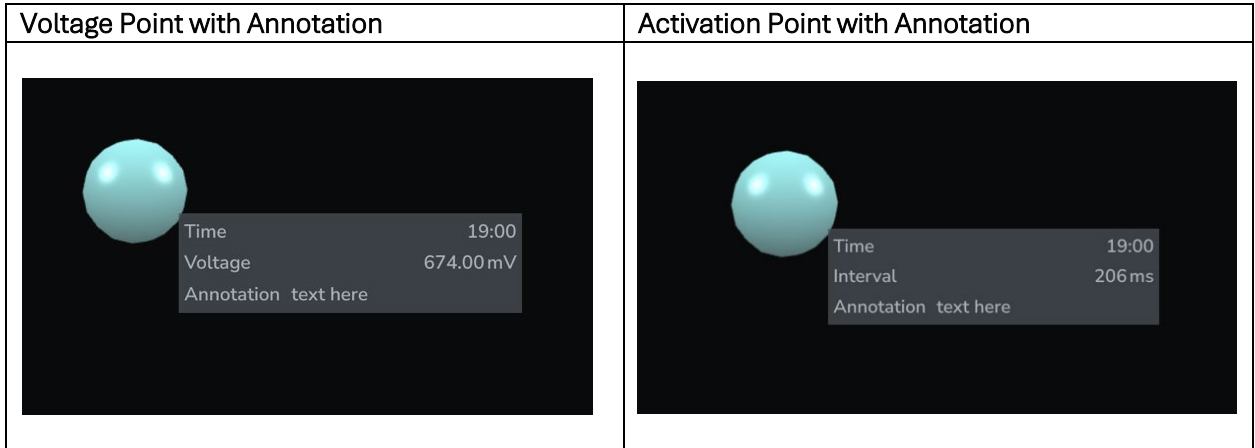 Voltage Point with Annotation
Activation Point with Annotation
Time 19:00
Voltage 674.00 mV
Annotation text here
Time 19:00
Interval 206 ms
Annotation text here